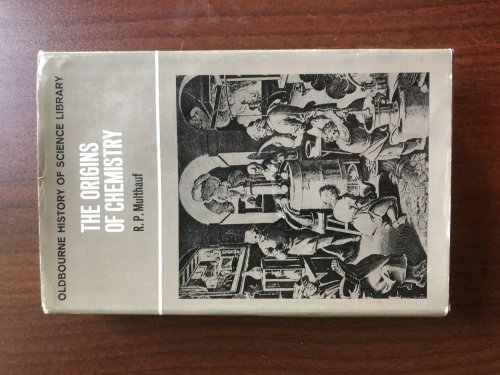 OLDBOURNE HISTORY OF SCIENCE LIBRARY
THE ORIGINS
OF CHEMISTRY
R. P. Multhauf